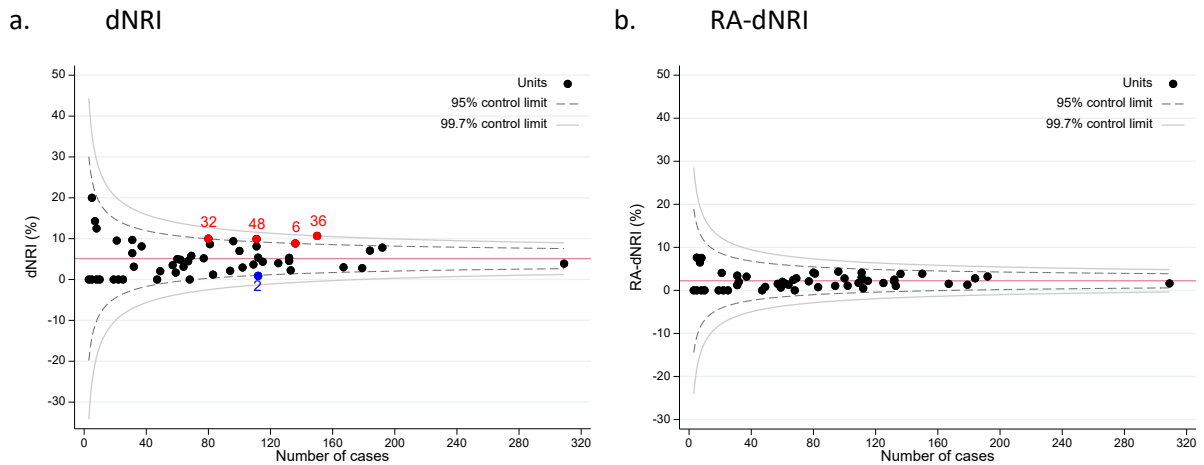 a. dNRI
b. RA-dNRI
50
40
30
20
10
0
-10
-20
-30
dNRI (%)
Units
95% control limit
99.7% control limit
32
48
6
36
2
0 40 80 120 160 200 240 280 320
Number of cases
50
40
30
20
10
0
-10
-20
-30
RA-dNRI (%)
Units
95% control limit
99.7% control limit
0 40 80 120 160 200 240 280 320
Number of cases